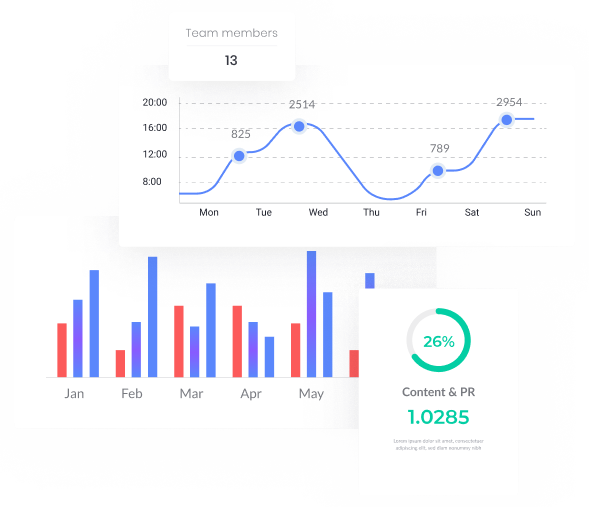 Team members
13
20:00
2514
2954
16:00
825
12:00
789
8:00
Mon Tue Wed Thu Fri Sat Sun
Jan Feb Mar Apr May
26%
Content & PR
1.0285
Lorem ipsum dolor sit amet, consectetuer
adipiscing elit, sed diam nonummy nibh